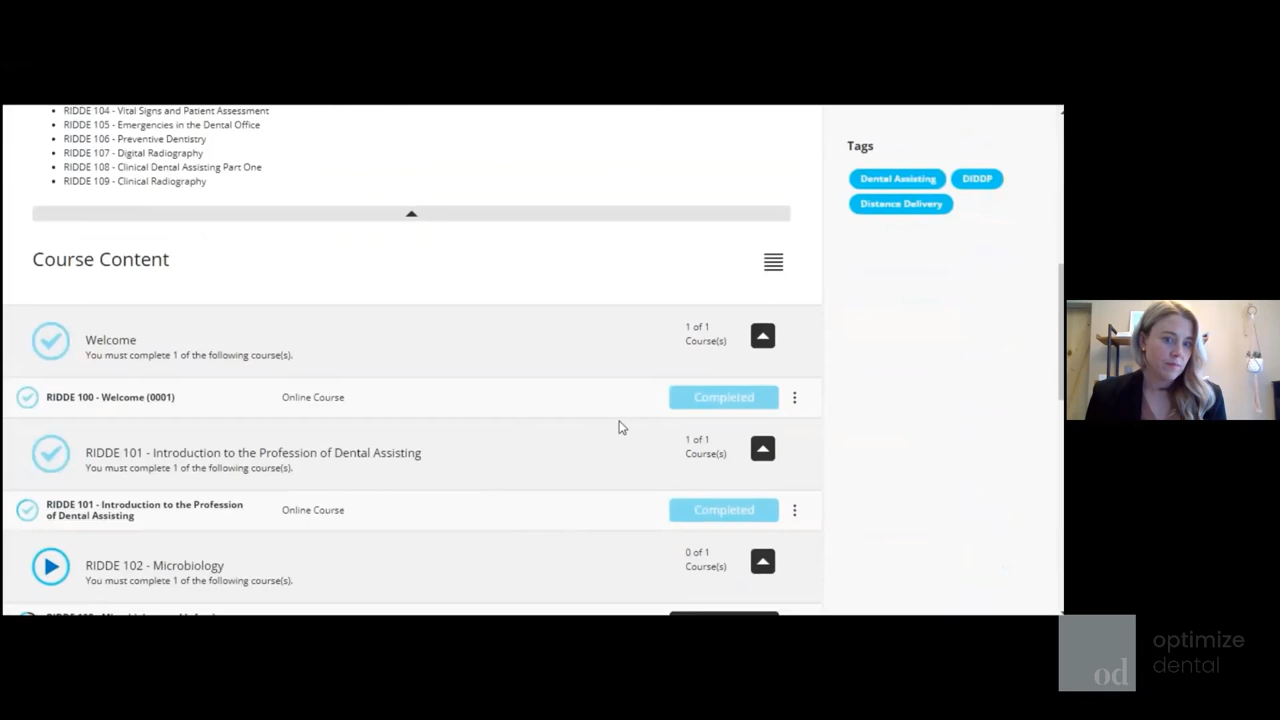 RIDDE 104 - Vital Signs and Patient Assessment
RIDDE 105 - Emergencies in the Dental Office
RIDDE 106 - Preventive Dentistry
RIDDE 107 - Digital Radiography
RIDDE 108 - Clinical Dental Assisting Part One
RIDDE 109 - Clinical Radiography
Tags
Dental Assisting
DIDDP
Distance Delivery
Course Content
Welcome
You must complete 1 of the following course(s).
1 of 1
Course(s)
RIDDE 100 - Welcome (0001)
Online Course
Completed
RIDDE 101 - Introduction to the Profession of Dental Assisting
You must complete 1 of the following course(s).
1 of 1
Course(s)
RIDDE 101 - Introduction to the Profession
of Dental Assisting
Online Course
Completed
RIDDE 102 - Microbiology
You must complete 1 of the following course(s).
0 of 1
Course(s)
od
optimize
dental